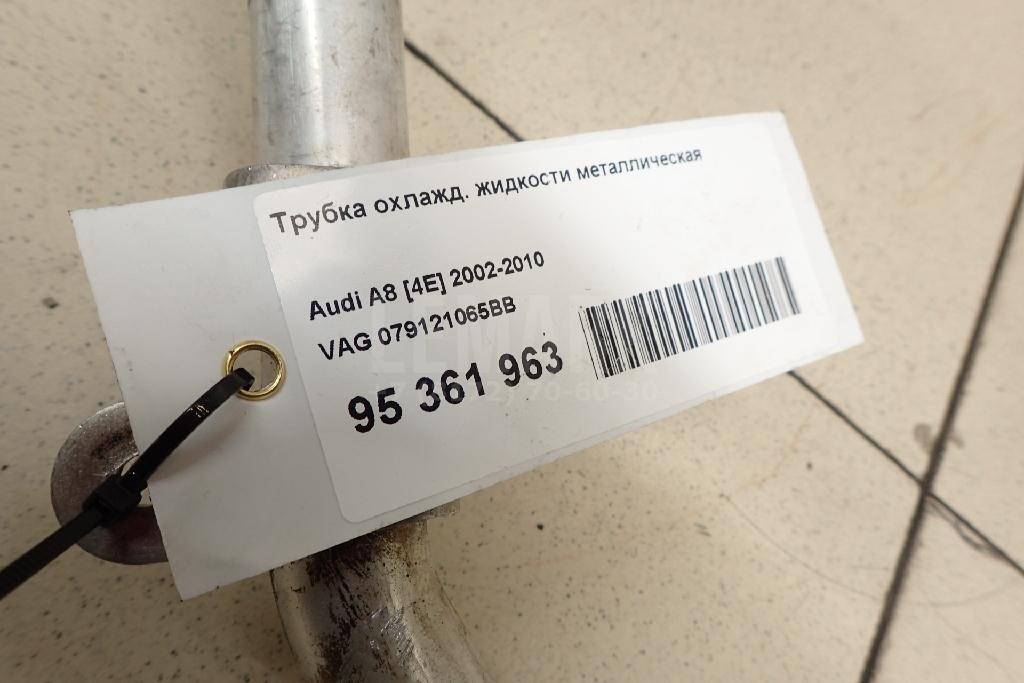 Трубка охлажд. жидкости металлическая
Audi A8 [4E] 2002-2010
VAG 079121065BB
95 361 963